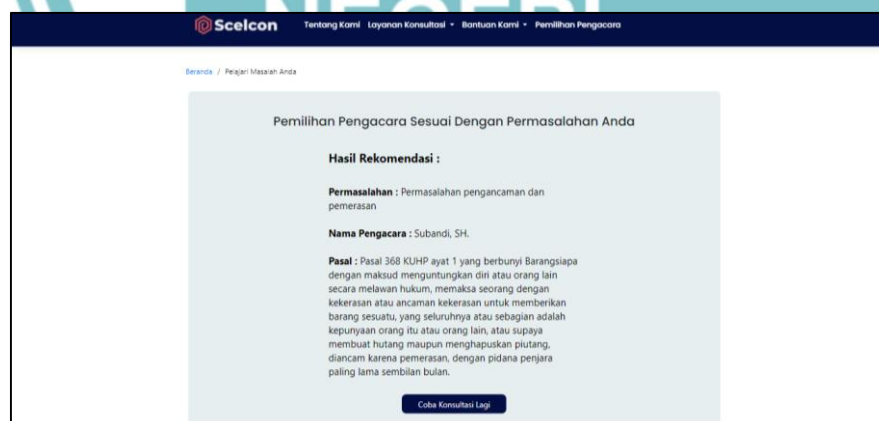 NEGERI
Scelcon Tentang Kami Layanan Konsultasi Bantuan Kami Pemilihan Pengacara
Beranda / Pelajari Masalah Anda
Pemilihan Pengacara Sesuai Dengan Permasalahan Anda
Hasil Rekomendasi :
Permasalahan : Permasalahan pengancaman dan
pemerasan
Nama Pengacara : Subandi, SH.
Pasal : Pasal 368 KUHP ayat 1 yang berbunyi Barangsiapa
dengan maksud menguntungkan diri atau orang lain
secara melawan hukum, memaksa seorang dengan
kekerasan atau ancaman kekerasan untuk memberikan
barang sesuatu, yang seluruhnya atau sebagian adalah
kepunyaan orang itu atau orang lain, atau supaya
membuat hutang maupun menghapuskan piutang,
diancam karena pemerasan, dengan pidana penjara
paling lama sembilan bulan.
Coba Konsultasi Lagi